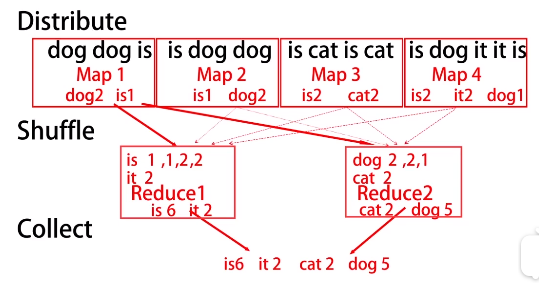 Distribute
dog dog is is dog dog is cat is cat is dog it it is
Map 1 Map 2 Map 3 Map 4
dog2 is1 is1 dog2 is2 cat2 is2 it2 dog1
Shuffle
is 1 ,1,2,2 dog 2 ,2,1
it 2 cat 2
Reduce1 Reduce2
is 6 it 2 cat 2 dog 5
Collect
is6 it 2 cat 2 dog 5